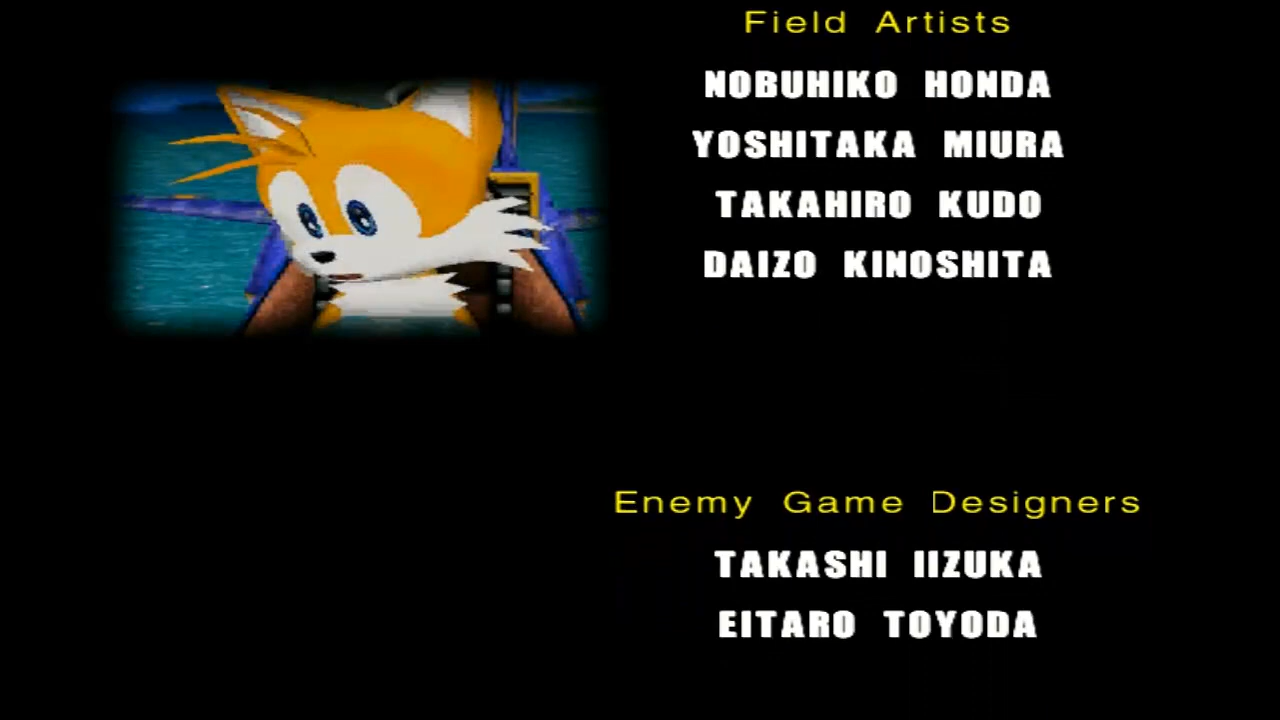 Field Artists
NOBUHIKO HONDA
YOSHITAKA MIURA
TAKAHIRO KUDO
DAIZO KINOSHITA
Enemy Game Designers
TAKASHI IIZUKA
EITARO TOYODA